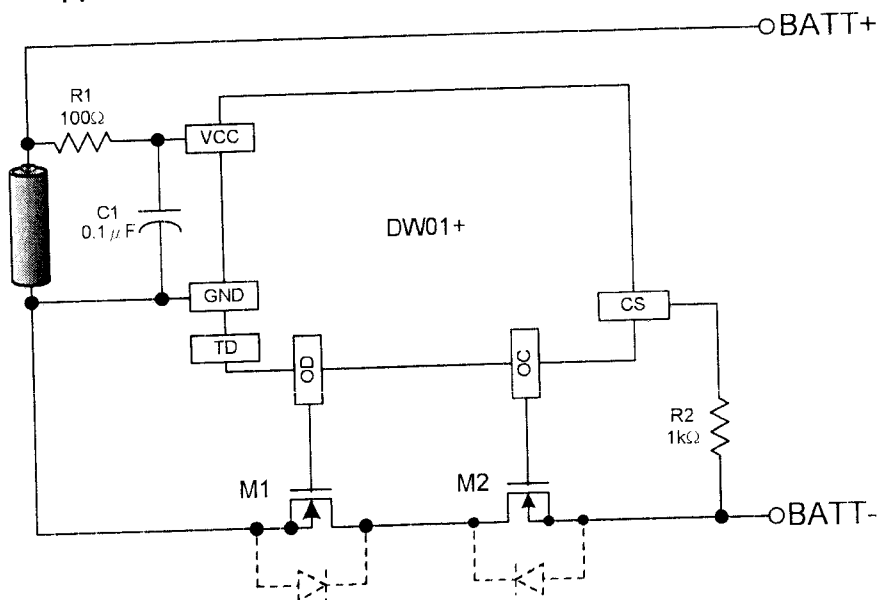 BATT+
R1
100Ω
VCC
C1
0.1μF
DW01+
GND
CS
TD
OD
OC
R2
1kΩ
M1
M2
BATT-